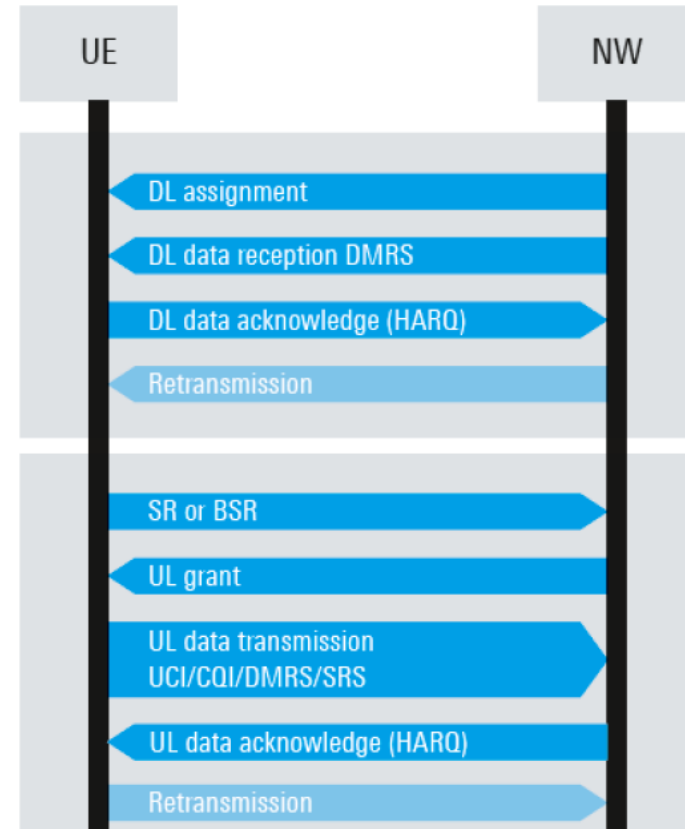 UE
NW
DL assignment
DL data reception DMRS
DL data acknowledge (HARQ)
Retransmission
SR or BSR
UL grant
UL data transmission
UCI/CQI/DMRS/SRS
UL data acknowledge (HARQ)
Retransmission